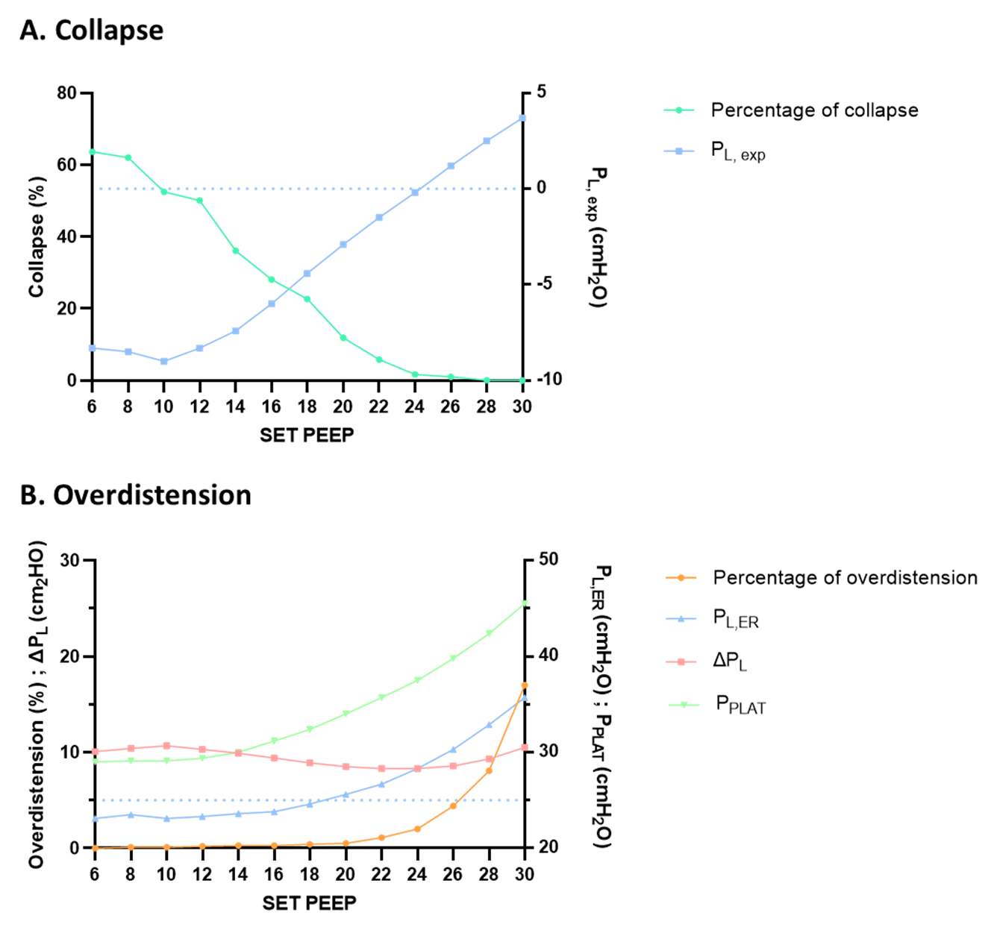 A. Collapse
80
60
40
20
0
Collapse (%)
5
0
-5
-10
PL, exp (cmH2O)
6 8 10 12 14 16 18 20 22 24 26 28 30
SET PEEP
Percentage of collapse
PL, exp
B. Overdistension
30
20
10
0
Overdistension (%) ; ΔPL (cm2HO)
50
40
30
20
PL,ER (cmH2O) ; PPLAT (cmH2O)
6 8 10 12 14 16 18 20 22 24 26 28 30
SET PEEP
Percentage of overdistension
PL,ER
ΔPL
PPLAT